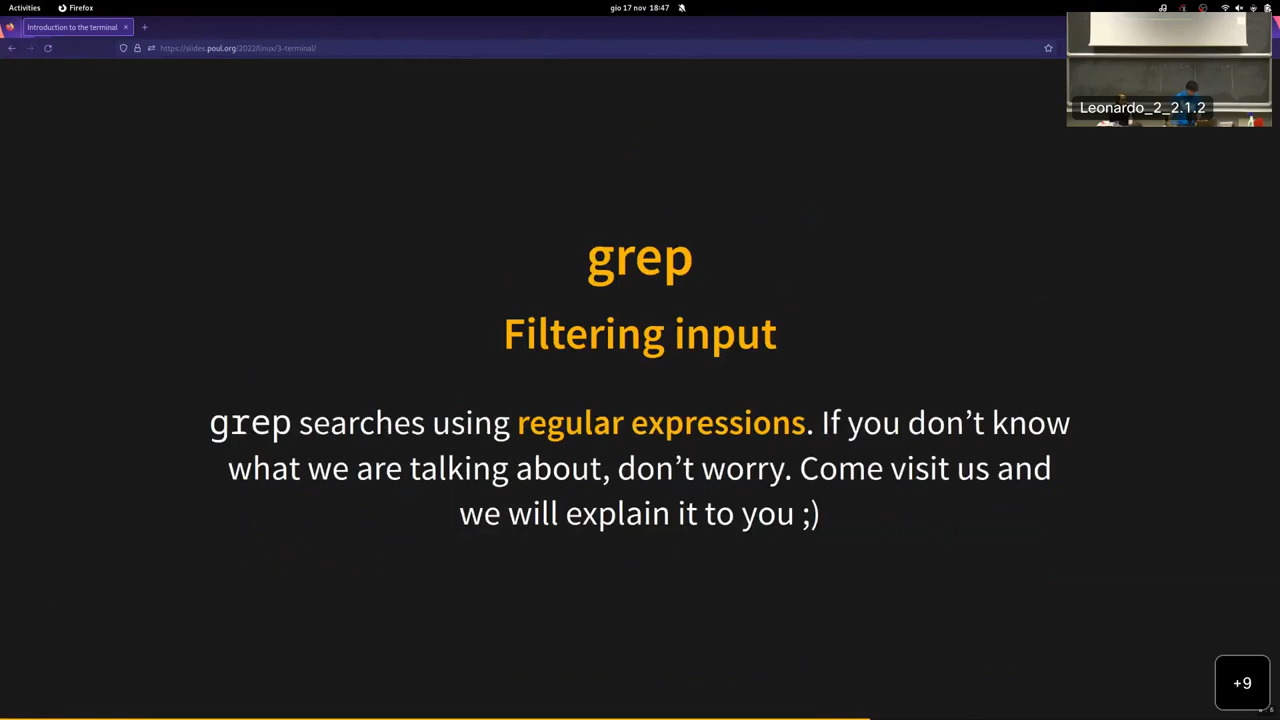 Activities
Firefox
gio 17 nov 18:47
Introduction to the terminal
https://slides.poul.org/2022/linux/3-terminal/
Leonardo_2_2.1.2
grep
Filtering input
grep searches using regular expressions. If you don’t know
what we are talking about, don’t worry. Come visit us and
we will explain it to you ;)
+9